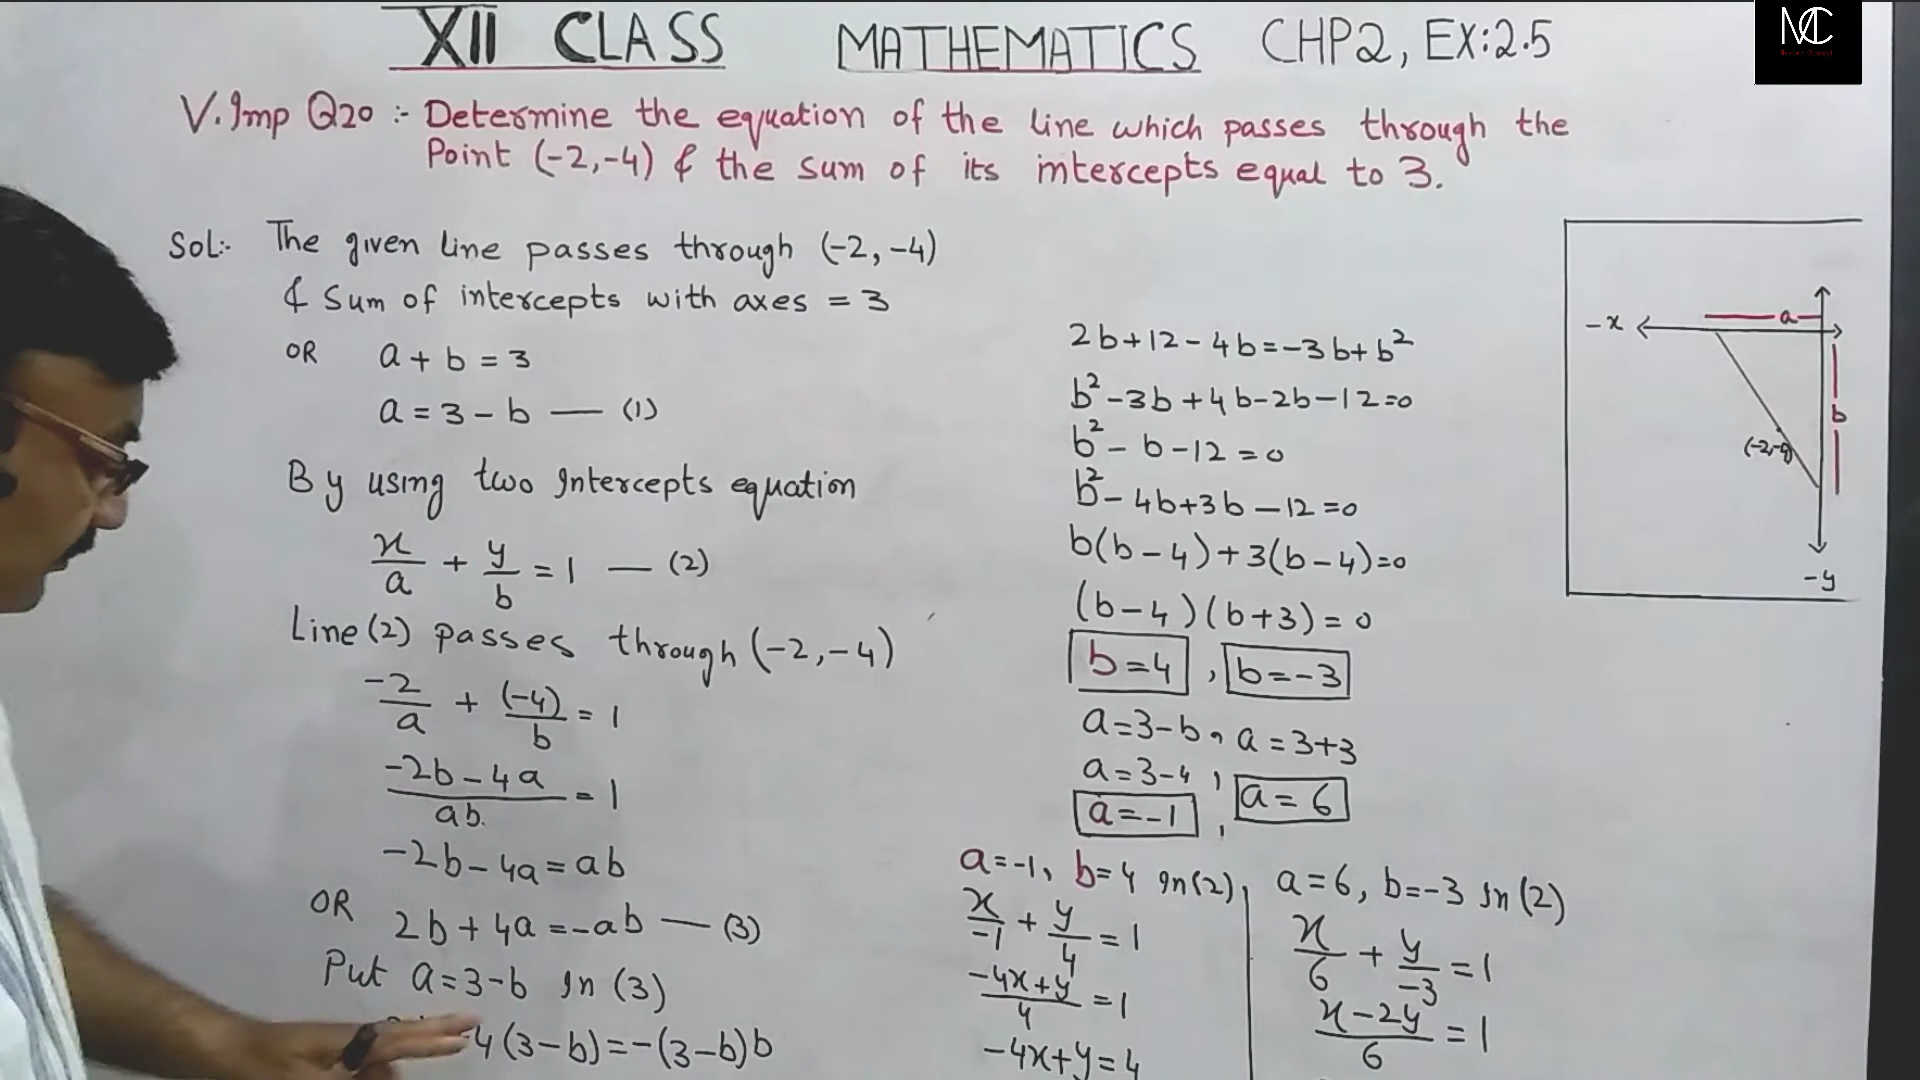 XII CLASS MATHEMATICS CHP2, EX:2.5
MC
V.Imp Q20 :- Determine the equation of the line which passes through the
Point (-2,-4) & the sum of its intercepts equal to 3.
Sol:- The given line passes through (-2,-4)
& Sum of intercepts with axes = 3
OR a + b = 3
a = 3 - b — (1)
By using two Intercepts equation
x/a + y/b = 1 — (2)
Line (2) passes through (-2,-4)
-2/a + (-4)/b = 1
-2b-4a/ab = 1
-2b-4a=ab
OR 2b+4a=-ab — (3)
Put a=3-b In (3)
4(3-b)=-(3-b)b
2b+12-4b=-3b+b²
b²-3b+4b-2b-12=0
b²-b-12=0
b²-4b+3b-12=0
b(b-4)+3(b-4)=0
(b-4)(b+3)=0
b=4, b=-3
a=3-b, a=3+3
a=3-4, a=6
a=-1,
a=-1, b=4 In(2),
x/-1 + y/4 = 1
-4x+y/4 = 1
-4x+y=4
a=6, b=-3 In (2)
x/6 + y/-3 = 1
x-2y/6 = 1
a
-x
b
-y